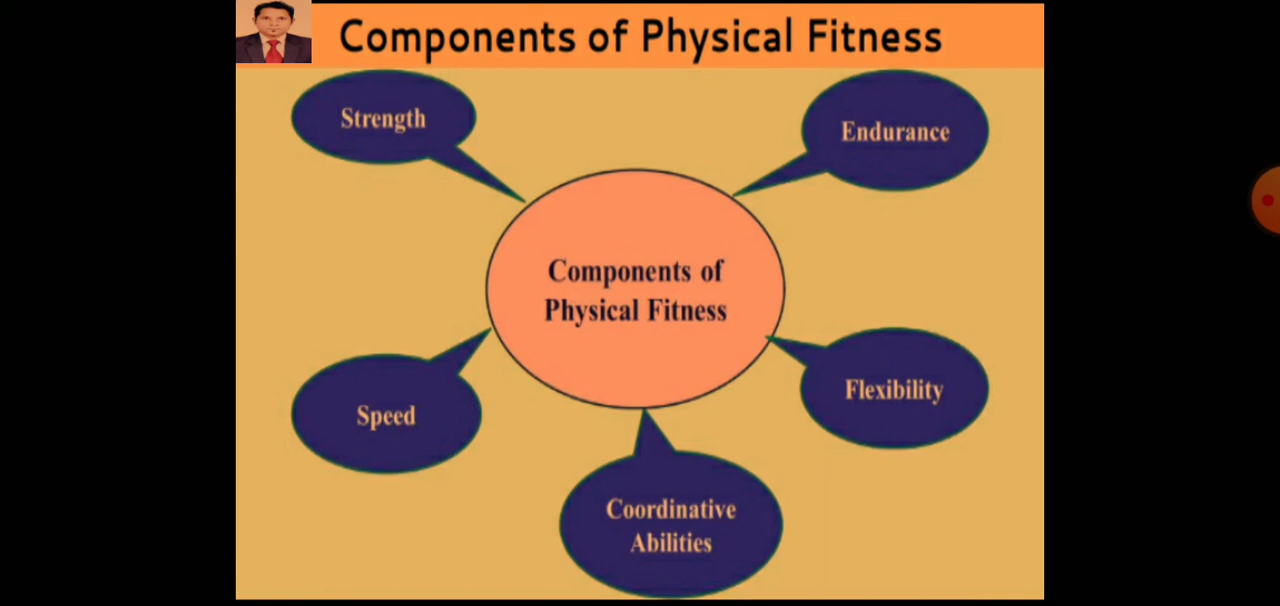 Components of Physical Fitness
Strength
Endurance
Components of
Physical Fitness
Speed
Flexibility
Coordinative
Abilities